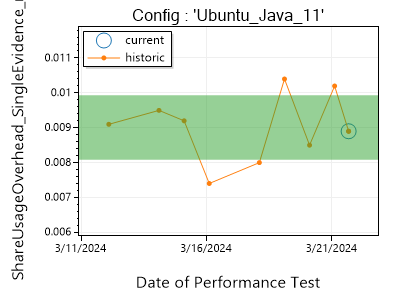 Config : 'Ubuntu_Java_11'
current
historic
ShareUsageOverhead_SingleEvidence_
0.011
0.01
0.009
0.008
0.007
0.006
3/11/2024
3/16/2024
3/21/2024
Date of Performance Test